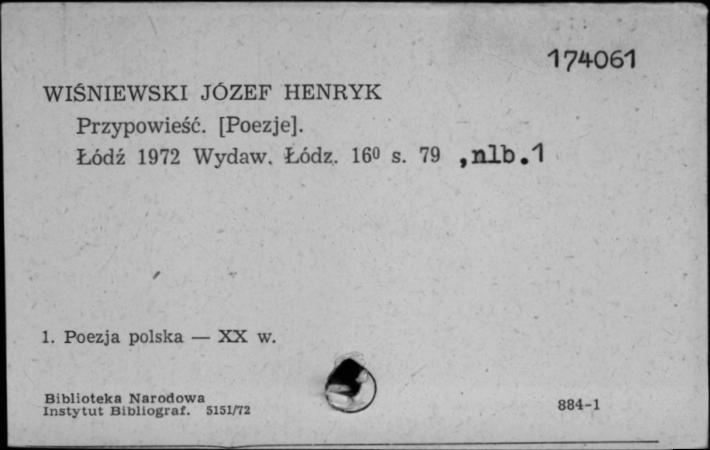 174061
WIŚNIEWSKI JÓZEF HENRYK
Przypowieść. [Poezje].
Łódź 1972 Wydaw. Łódz. 16⁰ s. 79 ,nlb.1
1. Poezja polska — XX w.
Biblioteka Narodowa
Instytut Bibliograf. 5151/72
884-1